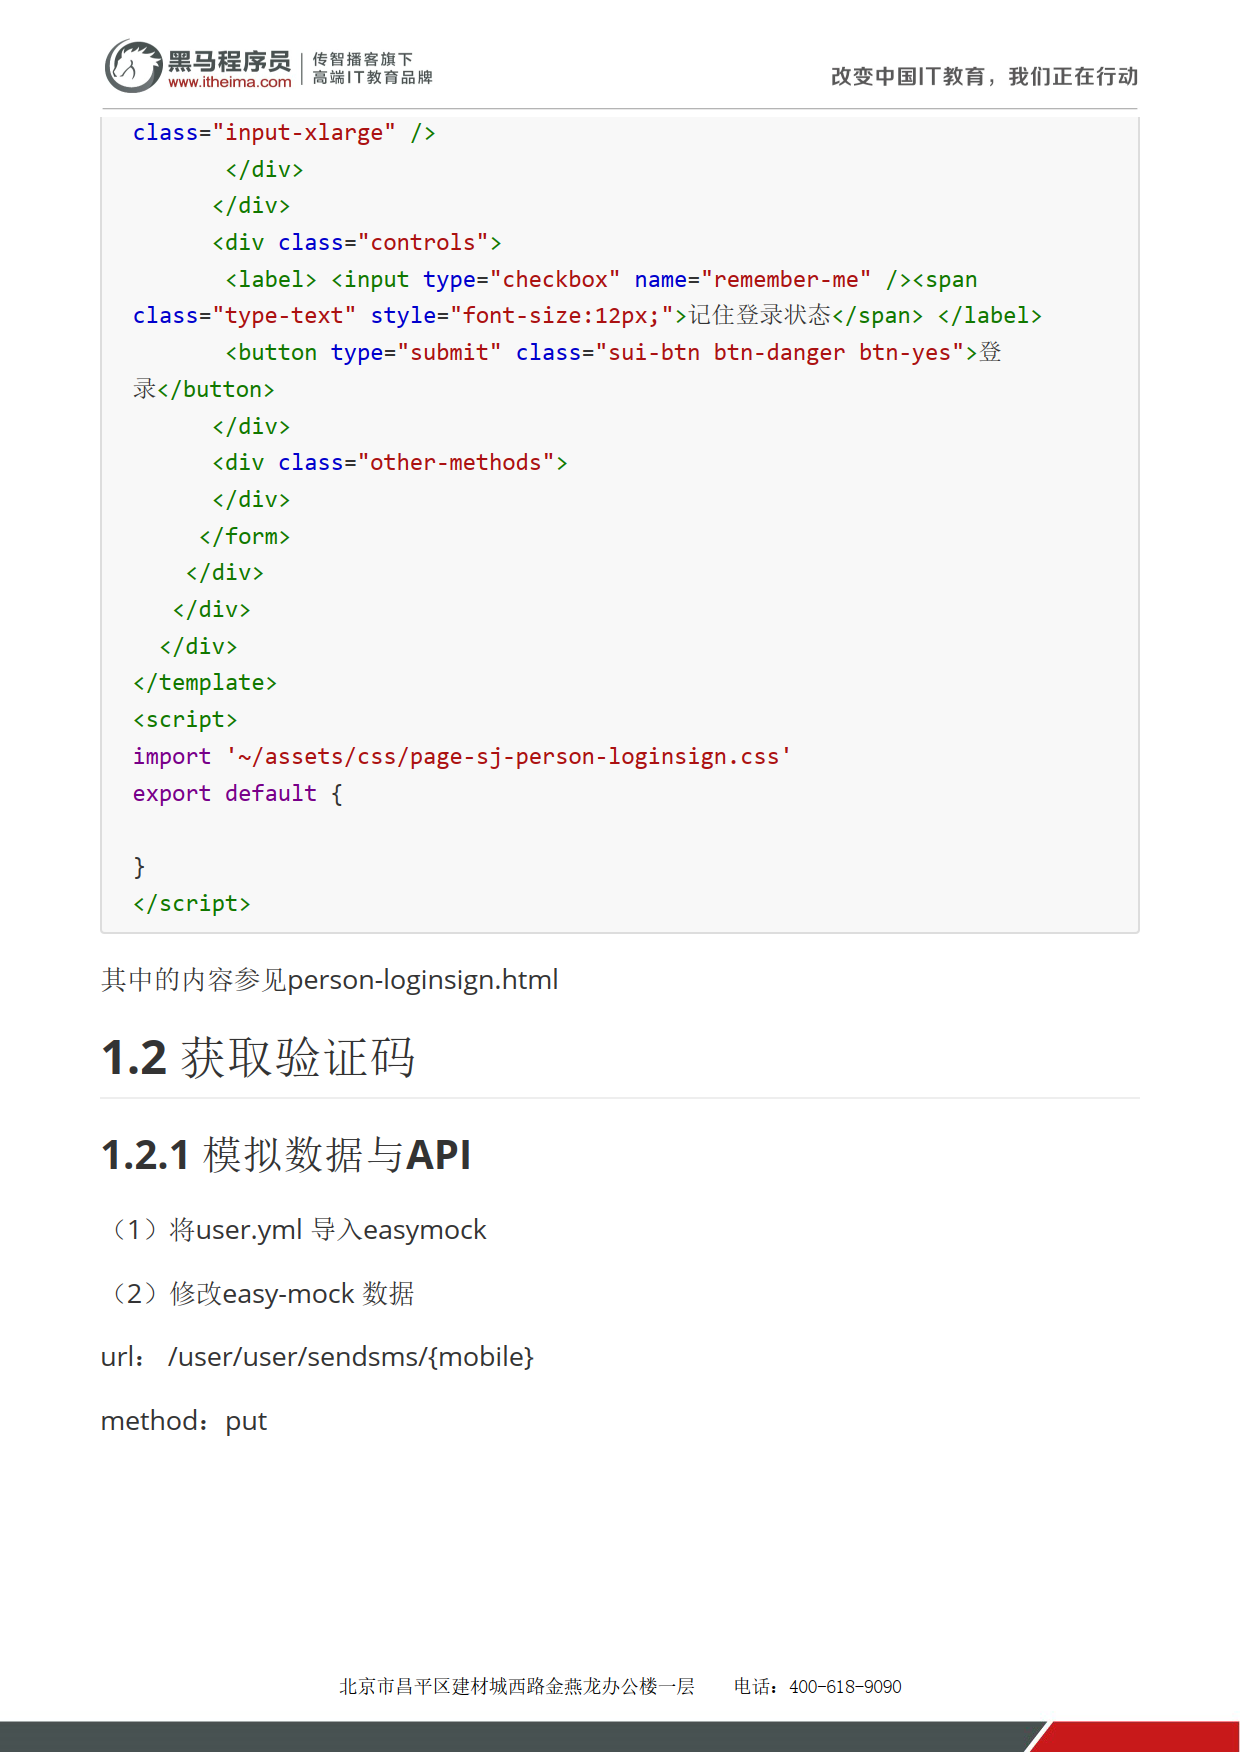 黑马程序员
www.itheima.com
传智播客旗下
高端IT教育品牌
改变中国IT教育，我们正在行动
class="input-xlarge" />
</div>
</div>
<div class="controls">
<label> <input type="checkbox" name="remember-me" /><span
class="type-text" style="font-size:12px;">记住登录状态</span> </label>
<button type="submit" class="sui-btn btn-danger btn-yes">登
录</button>
</div>
<div class="other-methods">
</div>
</form>
</div>
</div>
</div>
</template>
<script>
import '~/assets/css/page-sj-person-loginsign.css'
export default {
}
</script>
其中的内容参见person-loginsign.html
1.2 获取验证码
1.2.1 模拟数据与API
（1）将user.yml 导入easymock
（2）修改easy-mock 数据
url： /user/user/sendsms/{mobile}
method：put
北京市昌平区建材城西路金燕龙办公楼一层 电话：400-618-9090